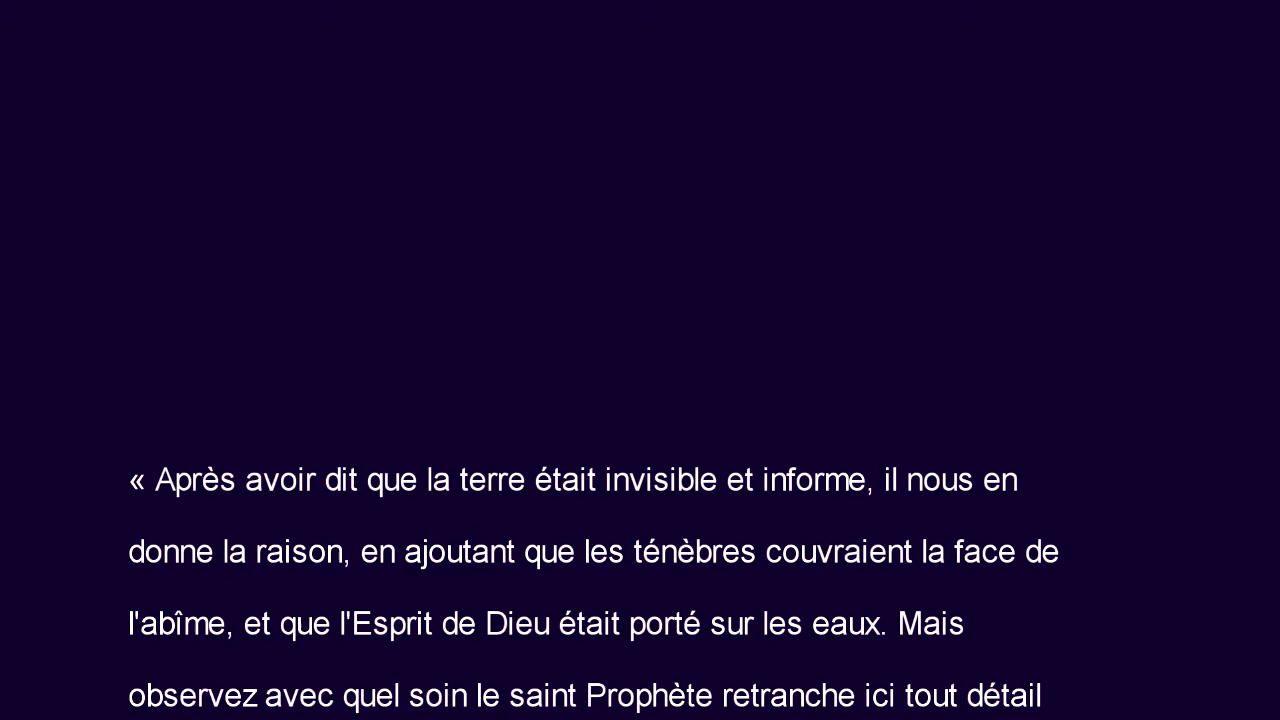 « Après avoir dit que la terre était invisible et informe, il nous en
donne la raison, en ajoutant que les ténèbres couvraient la face de
l'abîme, et que l'Esprit de Dieu était porté sur les eaux. Mais
observez avec quel soin le saint Prophète retranche ici tout détail